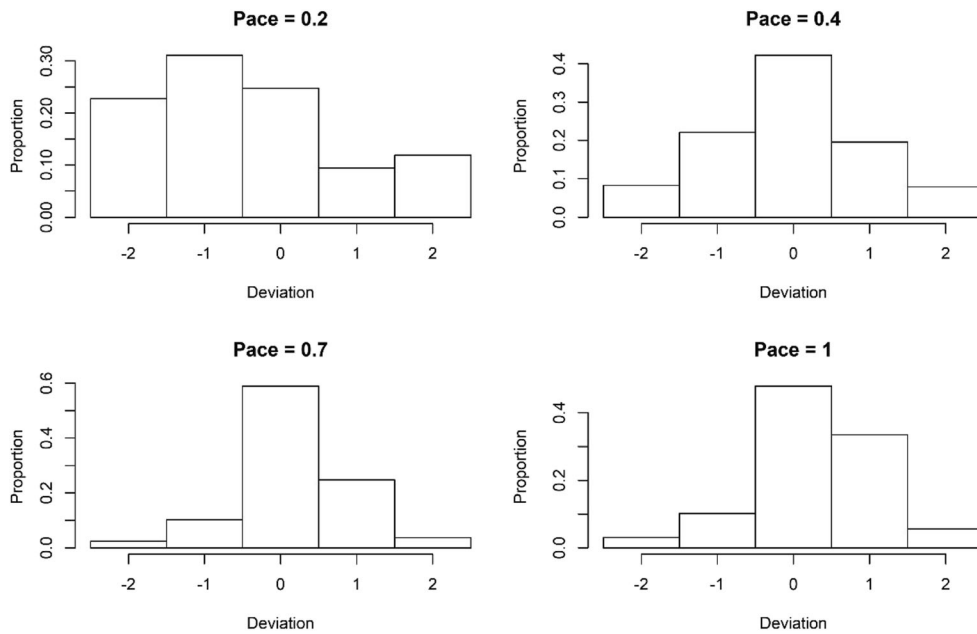 Pace = 0.2
Proportion
0.30
0.20
0.10
0.00
-2 -1 0 1 2
Deviation
Pace = 0.4
Proportion
0.4
0.3
0.2
0.1
0.0
-2 -1 0 1 2
Deviation
Pace = 0.7
Proportion
0.6
0.4
0.2
0.0
-2 -1 0 1 2
Deviation
Pace = 1
Proportion
0.4
0.2
0.0
-2 -1 0 1 2
Deviation